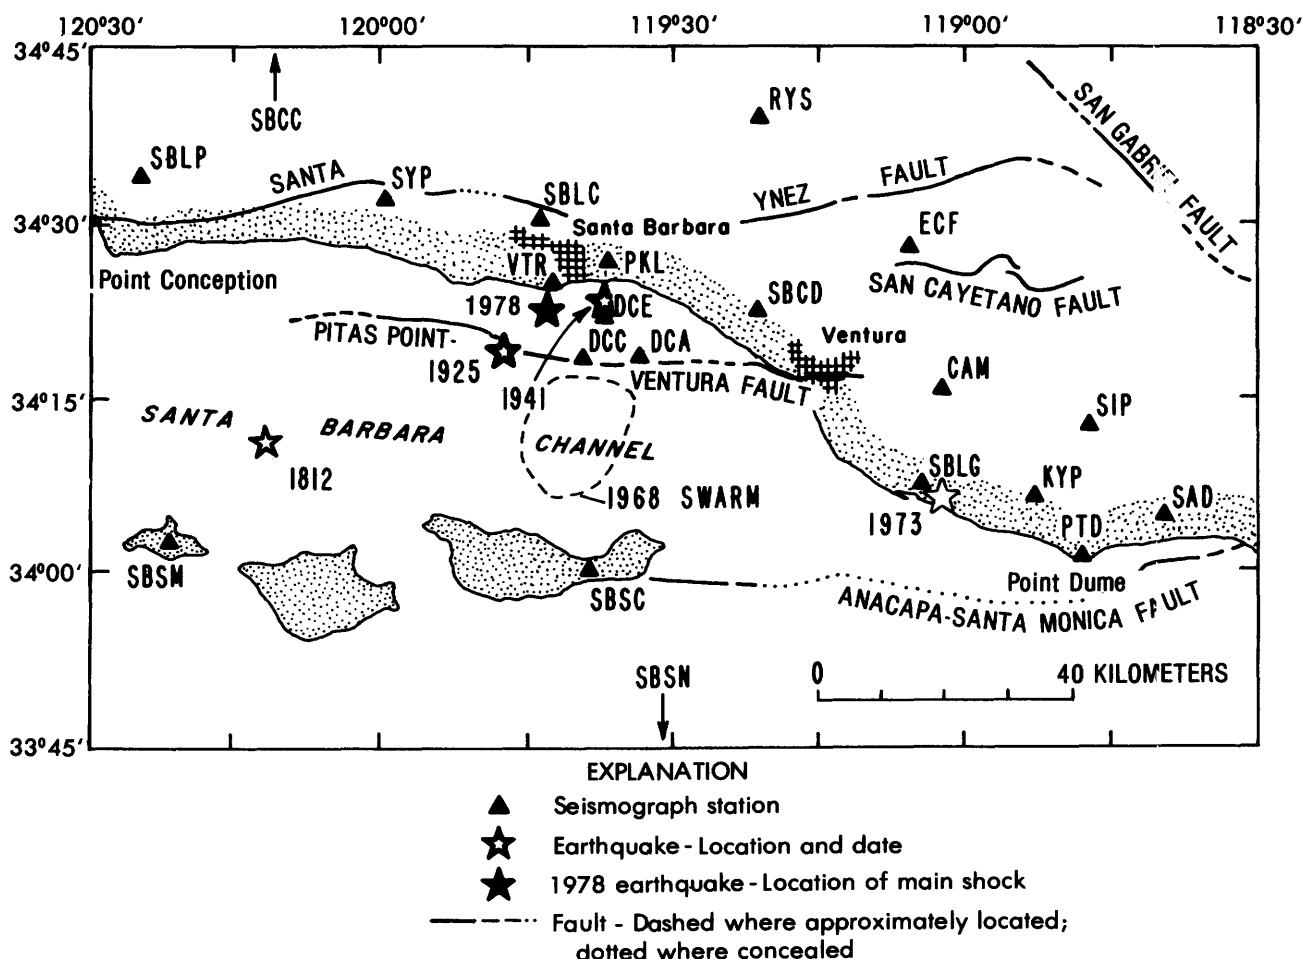 120°30′ 120°00′ 119°30′ 119°00′ 118°30′
34°45′
SBCC
RYS
SAN GABRIEL FAULT
SBLP
SANTA
SYP
SBLC
YNEZ
FAULT
34°30′
Santa Barbara
ECF
Point Conception
VTR
PKL
SAN CAYETANO FAULT
1978
DCE
SBCD
PITAS POINT-
DCC
DCA
Ventura
1925
VENTURA FAULT
CAM
34°15′
1941
SIP
SANTA BARBARA CHANNEL
1812
1968 SWARM
SBLG
KYP
SAD
1973
PTD
34°00′
SBSM
SBSC
Point Dume
ANACAPA-SANTA MONICA FAULT
SBSN
0 40 KILOMETERS
33°45′
EXPLANATION
Seismograph station
Earthquake - Location and date
1978 earthquake - Location of main shock
Fault - Dashed where approximately located;
dotted where concealed